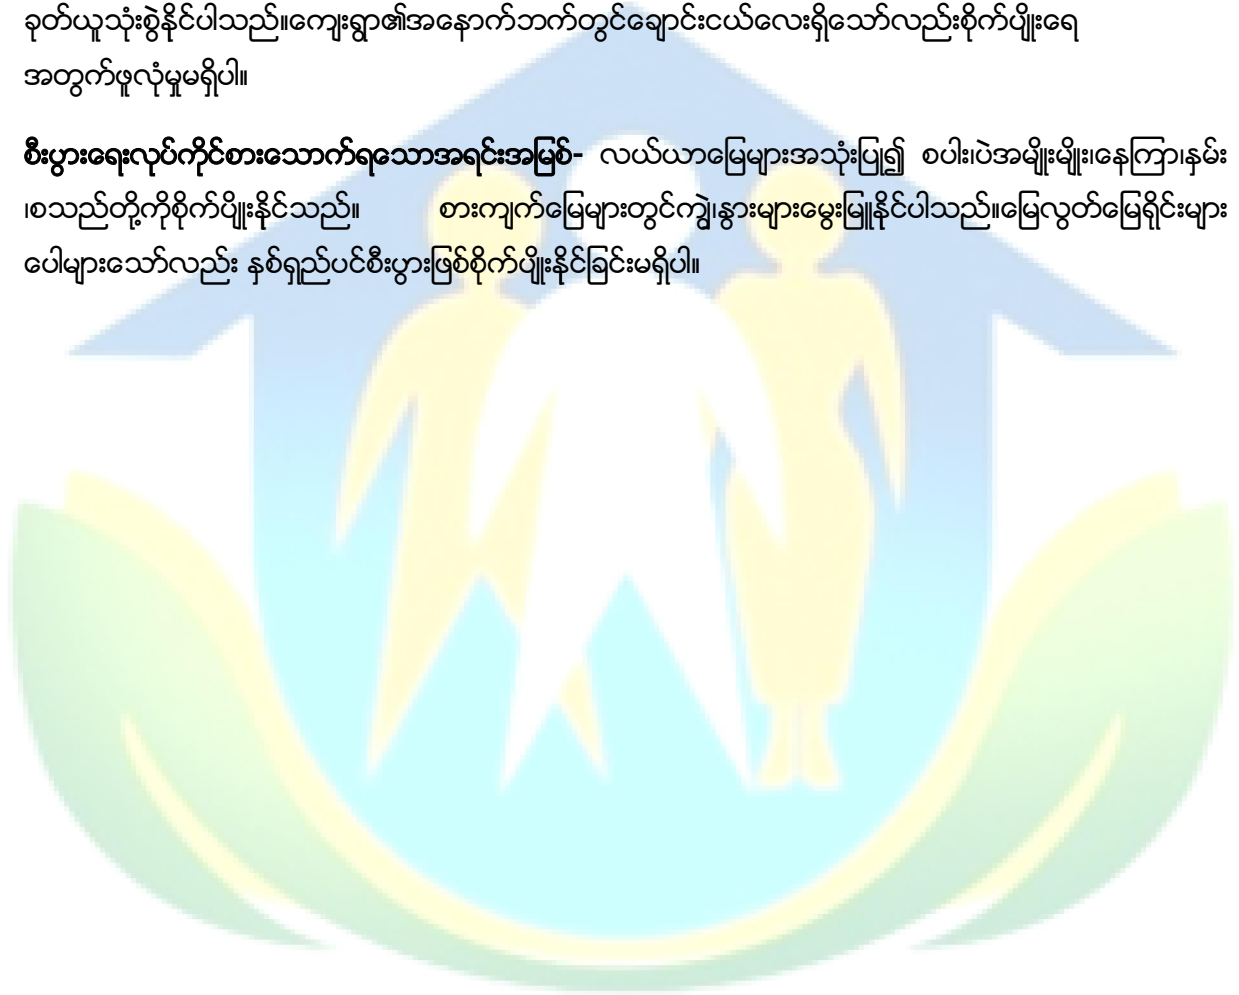 ခုတ်ယူသုံးစွဲနိုင်ပါသည်။ကျေးရွာ၏အနောက်ဘက်တွင်ချောင်းငယ်လေးရှိသော်လည်းစိုက်ပျိုးရေ
အတွက်ဖူလုံမှုမရှိပါ။
စီးပွားရေးလုပ်ကိုင်စားသောက်ရသောအရင်းအမြစ်- လယ်ယာမြေများအသုံးပြု၍ စပါး၊ပဲအမျိုးမျိုး၊နေကြာ၊နှမ်း
၊စသည်တို့ကိုစိုက်ပျိုးနိုင်သည်။ စားကျက်မြေများတွင်ကျွဲ၊နွားများမွေးမြူနိုင်ပါသည်။မြေလွတ်မြေရိုင်းများ
ပေါများသော်လည်း နှစ်ရှည်ပင်စီးပွားဖြစ်စိုက်ပျိုးနိုင်ခြင်းမရှိပါ။